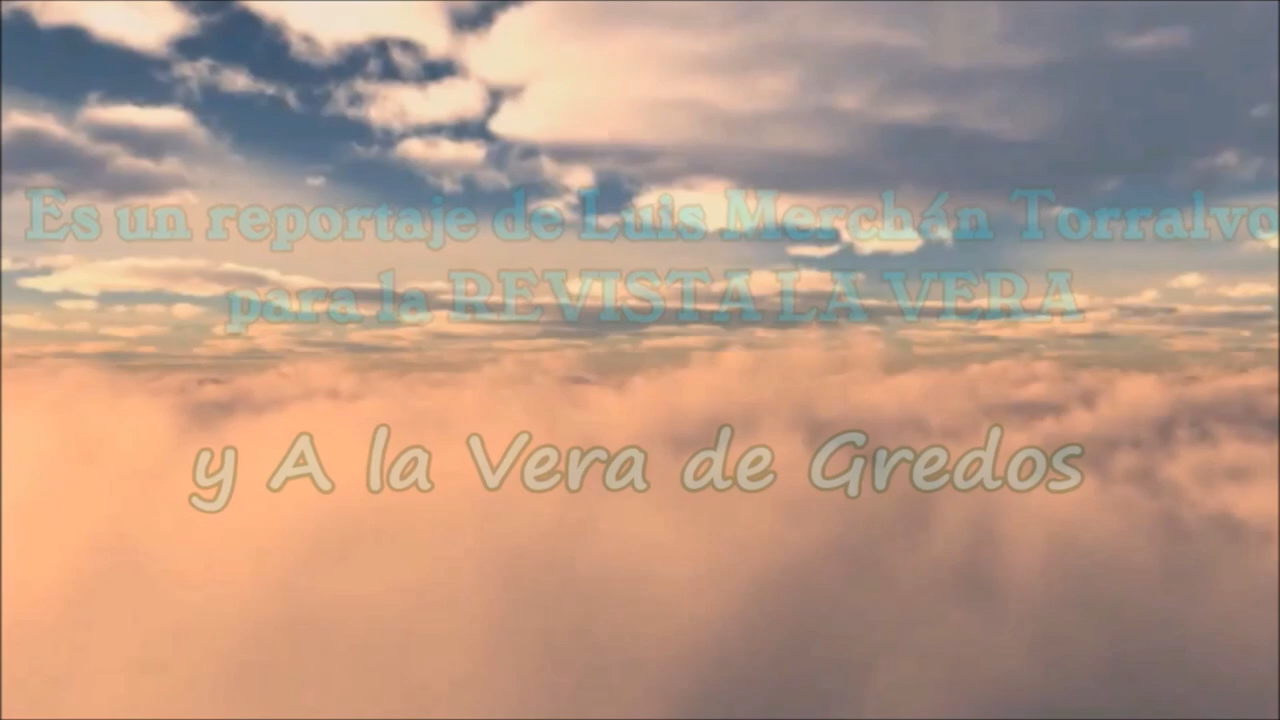 Es un reportaje de Luis Merchán Torralvo
para la REVISTA LA VERA
y A la Vera de Gredos